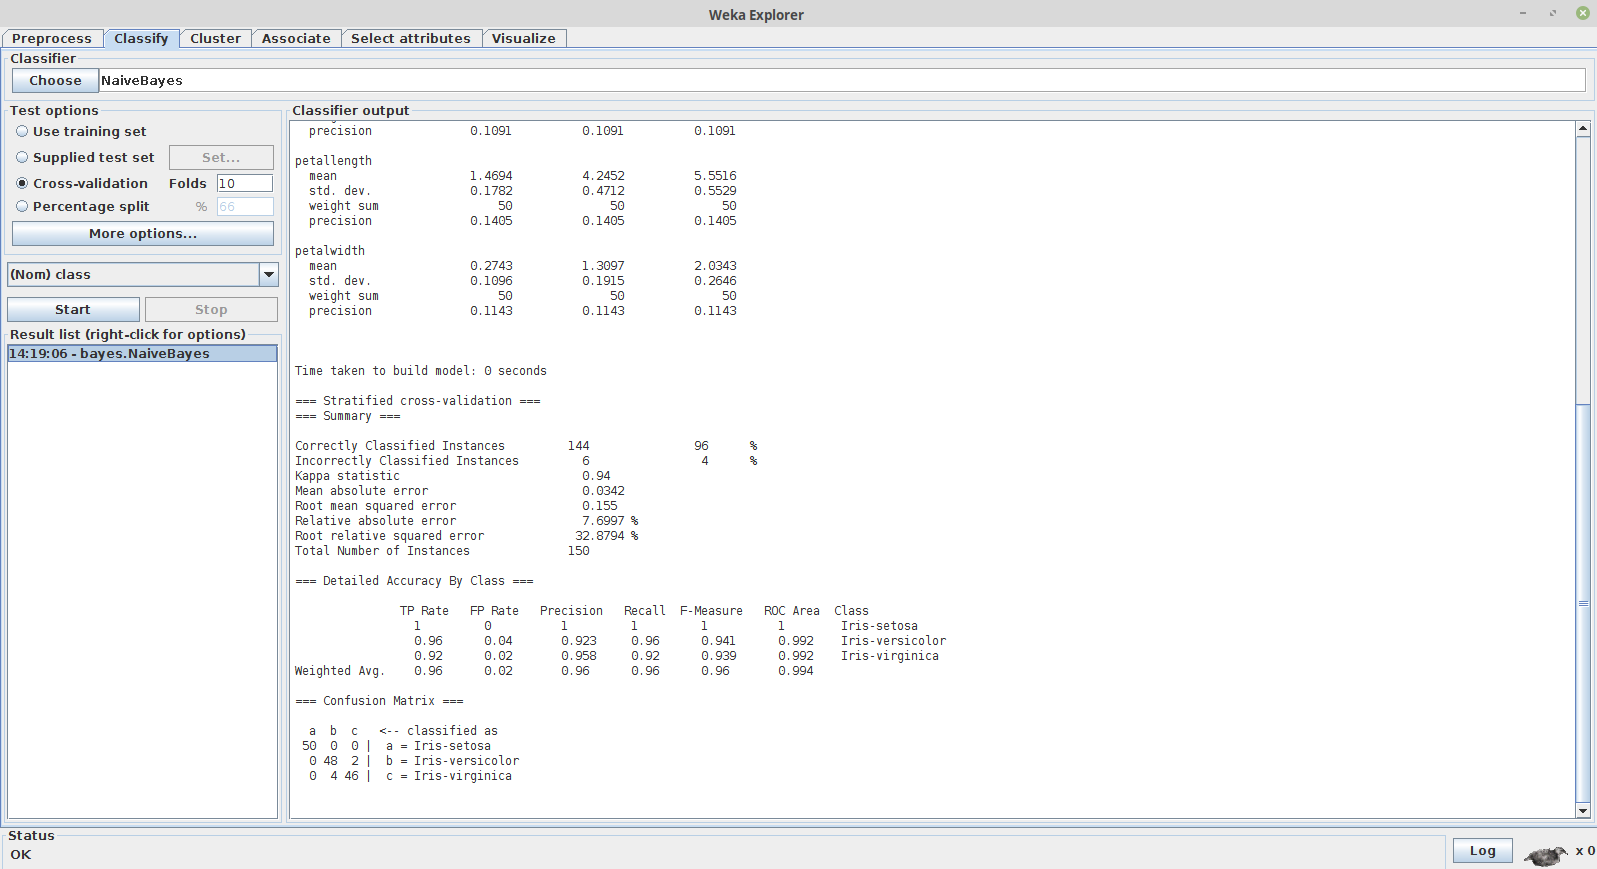 Weka Explorer
Preprocess Classify Cluster Associate Select attributes Visualize
Classifier
Choose NaiveBayes
Test options
Use training set
Supplied test set Set...
Cross-validation Folds 10
Percentage split % 66
More options...
(Nom) class
Start Stop
Result list (right-click for options)
14:19:06 - bayes.NaiveBayes
Classifier output
precision 0.1091 0.1091 0.1091
petallength
mean 1.4694 4.2452 5.5516
std. dev. 0.1782 0.4712 0.5529
weight sum 50 50 50
precision 0.1405 0.1405 0.1405
petalwidth
mean 0.2743 1.3097 2.0343
std. dev. 0.1096 0.1915 0.2646
weight sum 50 50 50
precision 0.1143 0.1143 0.1143
Time taken to build model: 0 seconds
=== Stratified cross-validation ===
=== Summary ===
Correctly Classified Instances 144 96 %
Incorrectly Classified Instances 6 4 %
Kappa statistic 0.94
Mean absolute error 0.0342
Root mean squared error 0.155
Relative absolute error 7.6997 %
Root relative squared error 32.8794 %
Total Number of Instances 150
=== Detailed Accuracy By Class ===
TP Rate FP Rate Precision Recall F-Measure ROC Area Class
1 0 1 1 1 1 Iris-setosa
0.96 0.04 0.923 0.96 0.941 0.992 Iris-versicolor
0.92 0.02 0.958 0.92 0.939 0.992 Iris-virginica
Weighted Avg. 0.96 0.02 0.96 0.96 0.96 0.994
=== Confusion Matrix ===
a b c <-- classified as
50 0 0 | a = Iris-setosa
0 48 2 | b = Iris-versicolor
0 4 46 | c = Iris-virginica
Status
OK
Log x 0